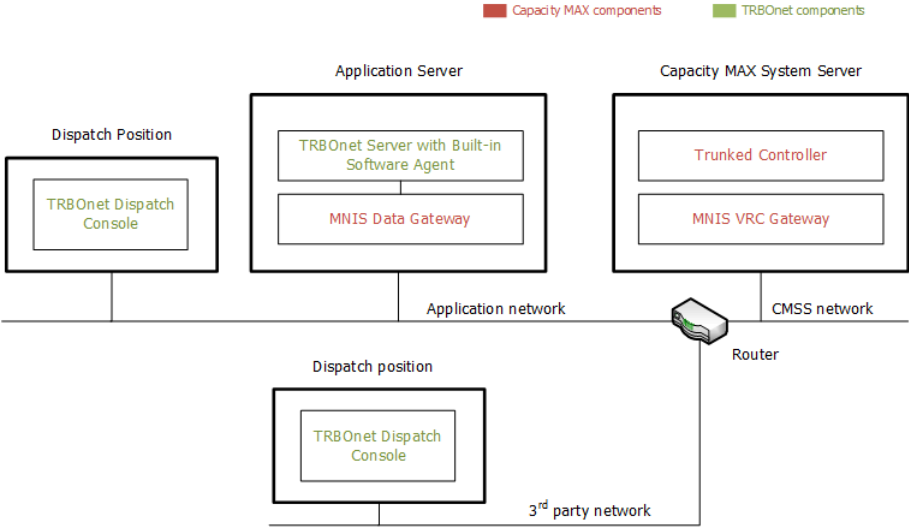 Capacity MAX components
TRBOnet components
Application Server
Capacity MAX System Server
Dispatch Position
TRBOnet Server with Built-in
Software Agent
Trunked Controller
TRBOnet Dispatch
Console
MNIS Data Gateway
MNIS VRC Gateway
Application network
CMSS network
Router
Dispatch position
TRBOnet Dispatch
Console
3rd party network